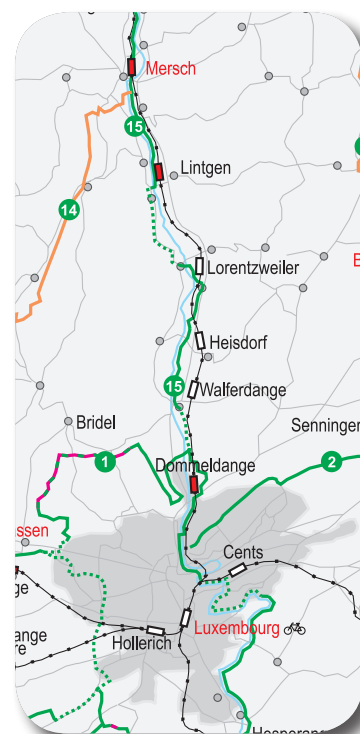 Mersch
15
Lintgen
14
Lorentzweiler
B
Heisdorf
15
Walferdange
Bridel
Senninger
1
2
Dommeldange
ssen
Cents
ge
Luxembourg
ange
re
Hollerich
Hesperang